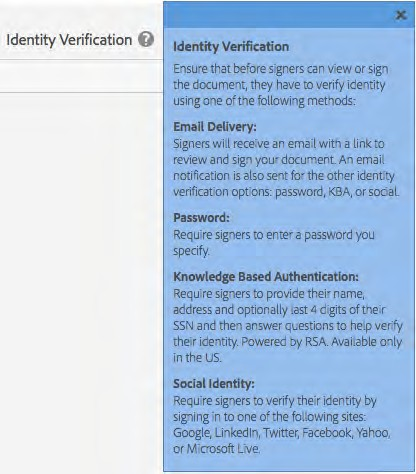 Identity Verification ?
×
Identity Verification
Ensure that before signers can view or sign
the document, they have to verify identity
using one of the following methods:
Email Delivery:
Signers will receive an email with a link to
review and sign your document. An email
notification is also sent for the other identity
verification options: password, KBA, or social.
Password:
Require signers to enter a password you
specify.
Knowledge Based Authentication:
Require signers to provide their name,
address and optionally last 4 digits of their
SSN and then answer questions to help verify
their identity. Powered by RSA. Available only
in the US.
Social Identity:
Require signers to verify their identity by
signing in to one of the following sites:
Google, LinkedIn, Twitter, Facebook, Yahoo,
or Microsoft Live.